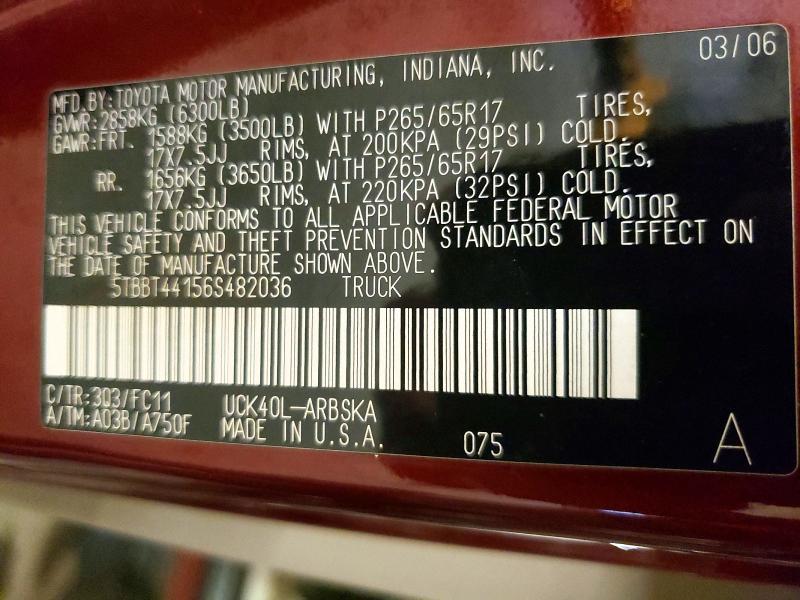 03/06
MFD.BY:TOYOTA MOTOR MANUFACTURING, INDIANA, INC.
GVWR:2858KG (6300LB)
GAWR:FRT. 1588KG (3500LB) WITH P265/65R17 TIRES,
17X7.5JJ RIMS, AT 200KPA (29PSI) COLD.
RR. 1656KG (3650LB) WITH P265/65R17 TIRES,
17X7.5JJ RIMS, AT 220KPA (32PSI) COLD.
THIS VEHICLE CONFORMS TO ALL APPLICABLE FEDERAL MOTOR
VEHICLE SAFETY AND THEFT PREVENTION STANDARDS IN EFFECT ON
THE DATE OF MANUFACTURE SHOWN ABOVE.
5TBBT44156S482036 TRUCK
C/TR:3Q3/FC11 UCK40L-ARBSKA
A/TM:A03B/A750F MADE IN U.S.A. 075 A